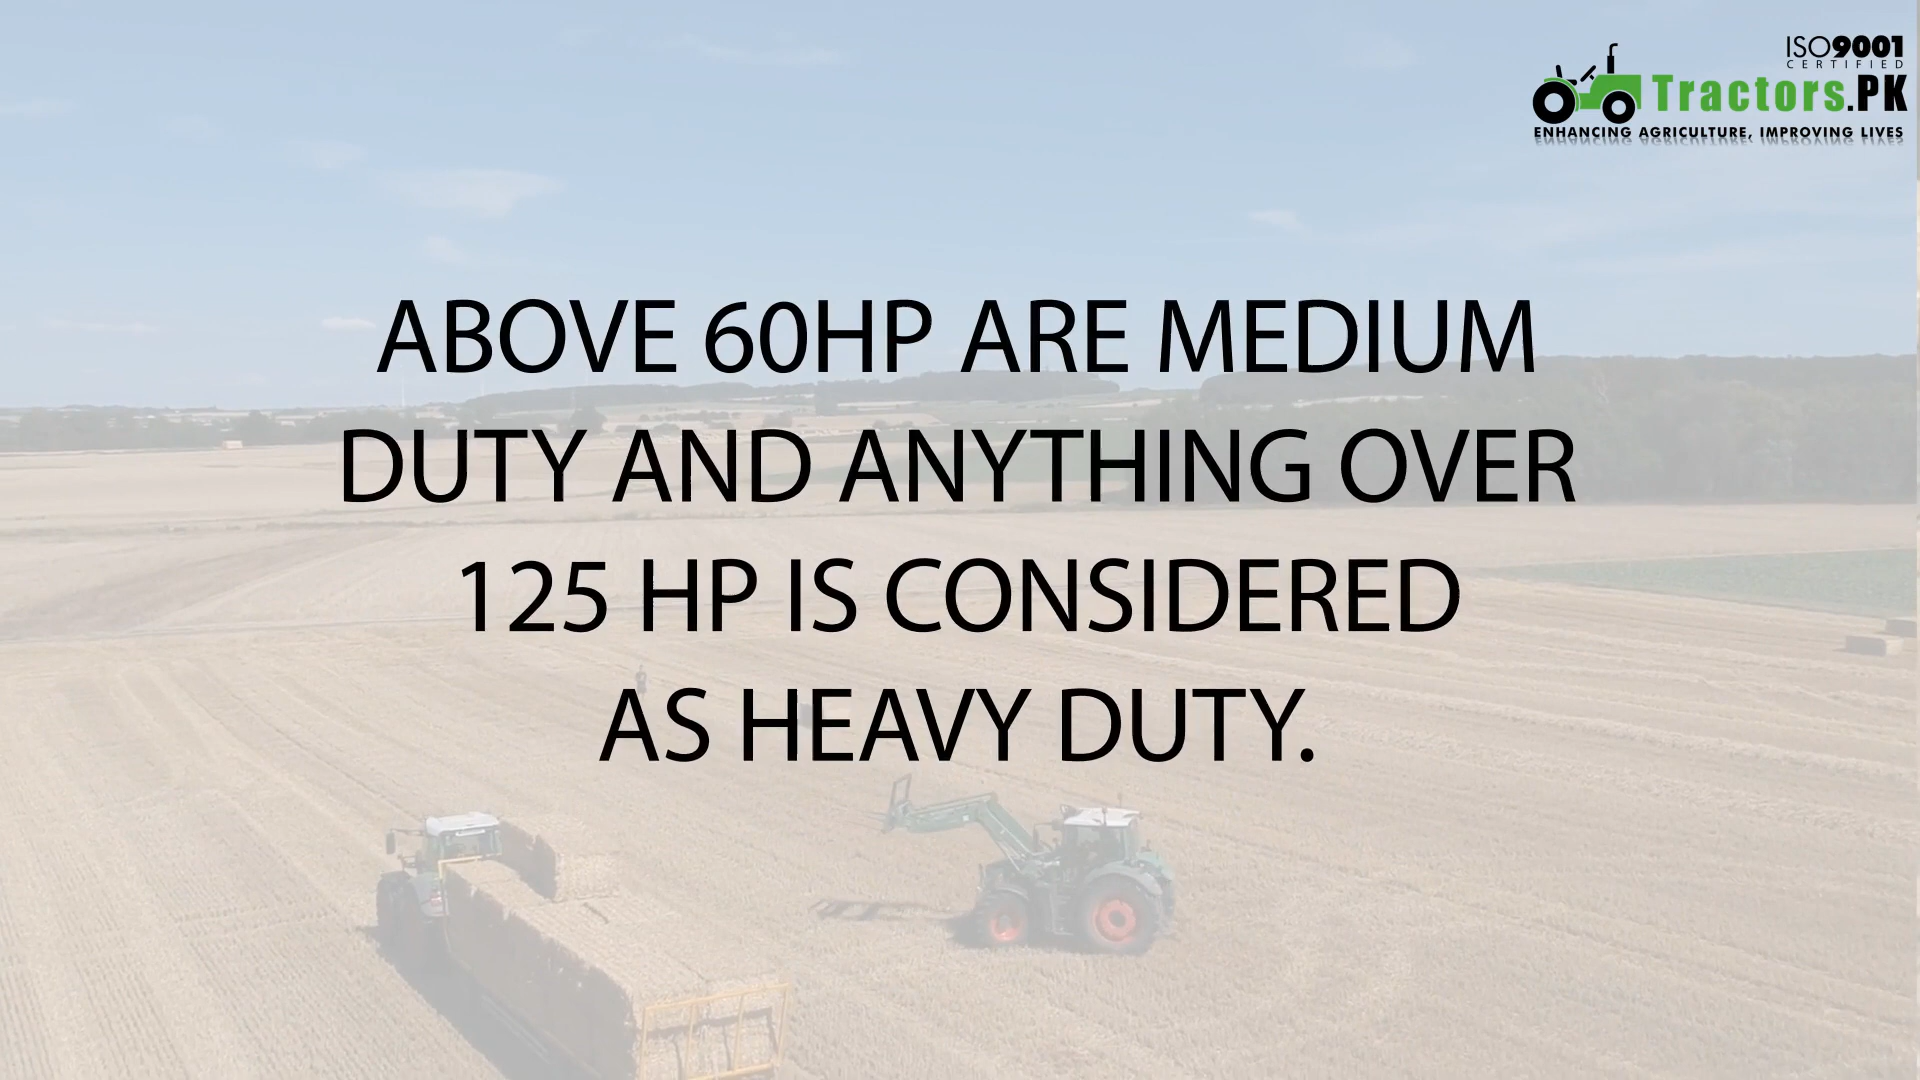 ISO9001
CERTIFIED
Tractors.PK
ENHANCING AGRICULTURE, IMPROVING LIVES
ABOVE 60HP ARE MEDIUM
DUTY AND ANYTHING OVER
125 HP IS CONSIDERED
AS HEAVY DUTY.